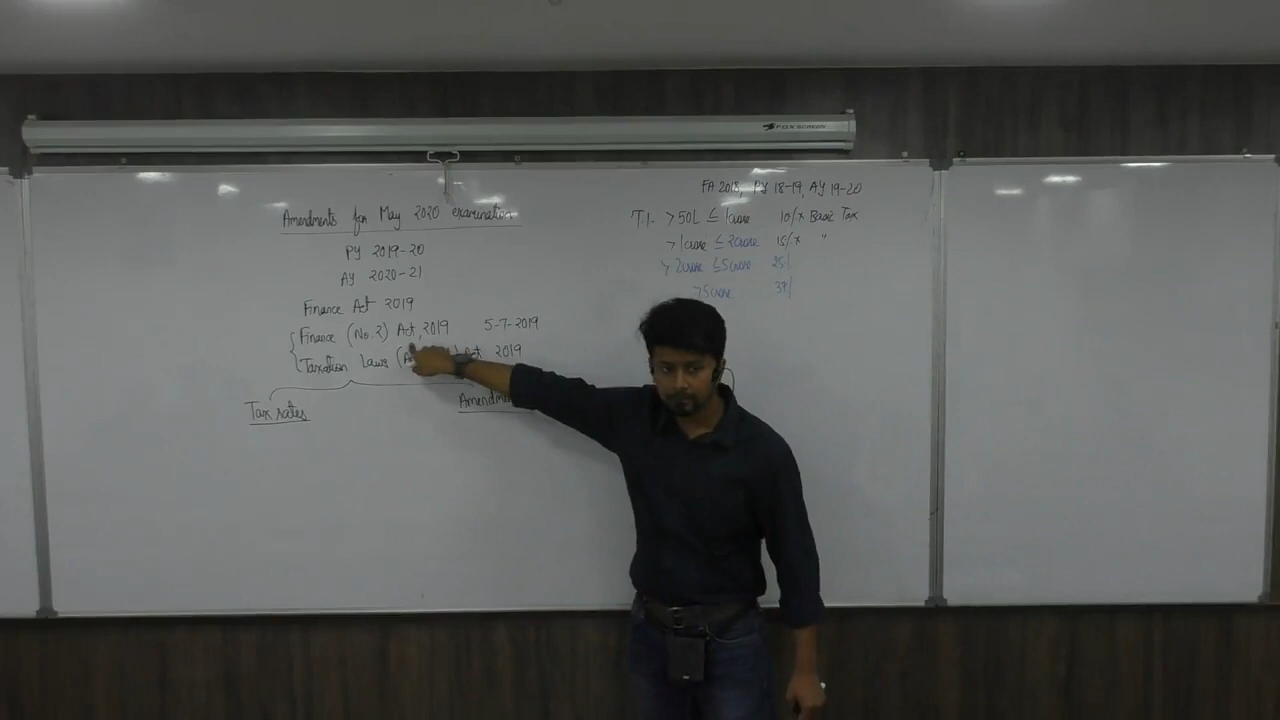 FOXSCREEN
Amendments for May 2020 examination
PY 2019-20
AY 2020-21
Finance Act 2019
Finance (No. 2) Act, 2019 5-7-2019
Taxation Laws ( ) Act 2019
Tax rates
FA 2018, PY 18-19, AY 19-20
T.I. > 50L ≤ 1crore 10% x Basic Tax
> 1crore ≤ 2crore 15% x "
> 2crore ≤ 5crore 25%
> 5crore 37%